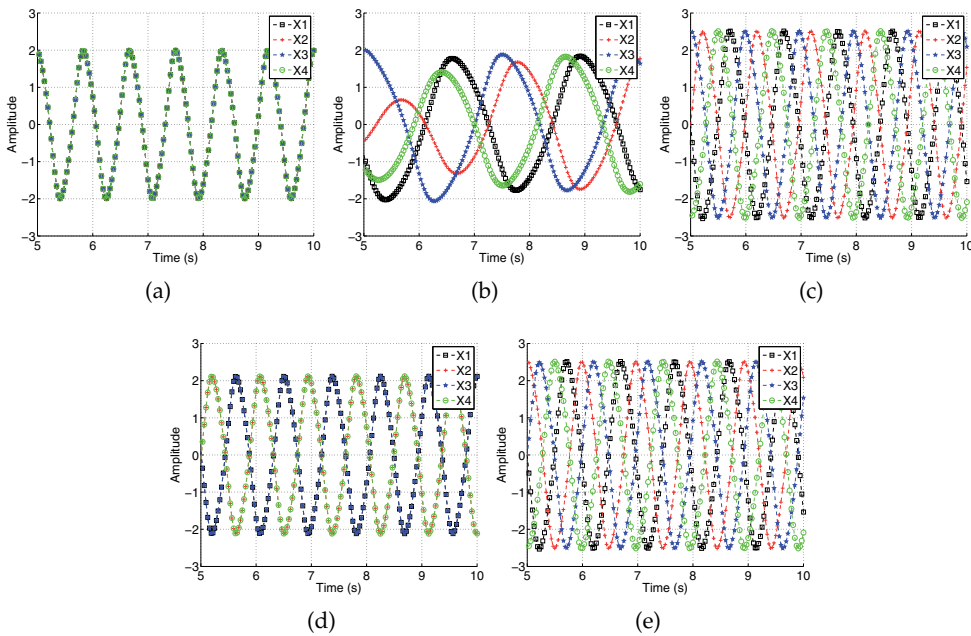 3
2
1
0
−1
−2
−3
Amplitude
5 6 7 8 9 10
Time (s)
X1
X2
X3
X4
(a)
3
2
1
0
−1
−2
−3
Amplitude
5 6 7 8 9 10
Time (s)
X1
X2
X3
X4
(b)
3
2
1
0
−1
−2
−3
Amplitude
5 6 7 8 9 10
Time (s)
X1
X2
X3
X4
(c)
3
2
1
0
−1
−2
−3
Amplitude
5 6 7 8 9 10
Time (s)
X1
X2
X3
X4
(d)
3
2
1
0
−1
−2
−3
Amplitude
5 6 7 8 9 10
Time (s)
X1
X2
X3
X4
(e)